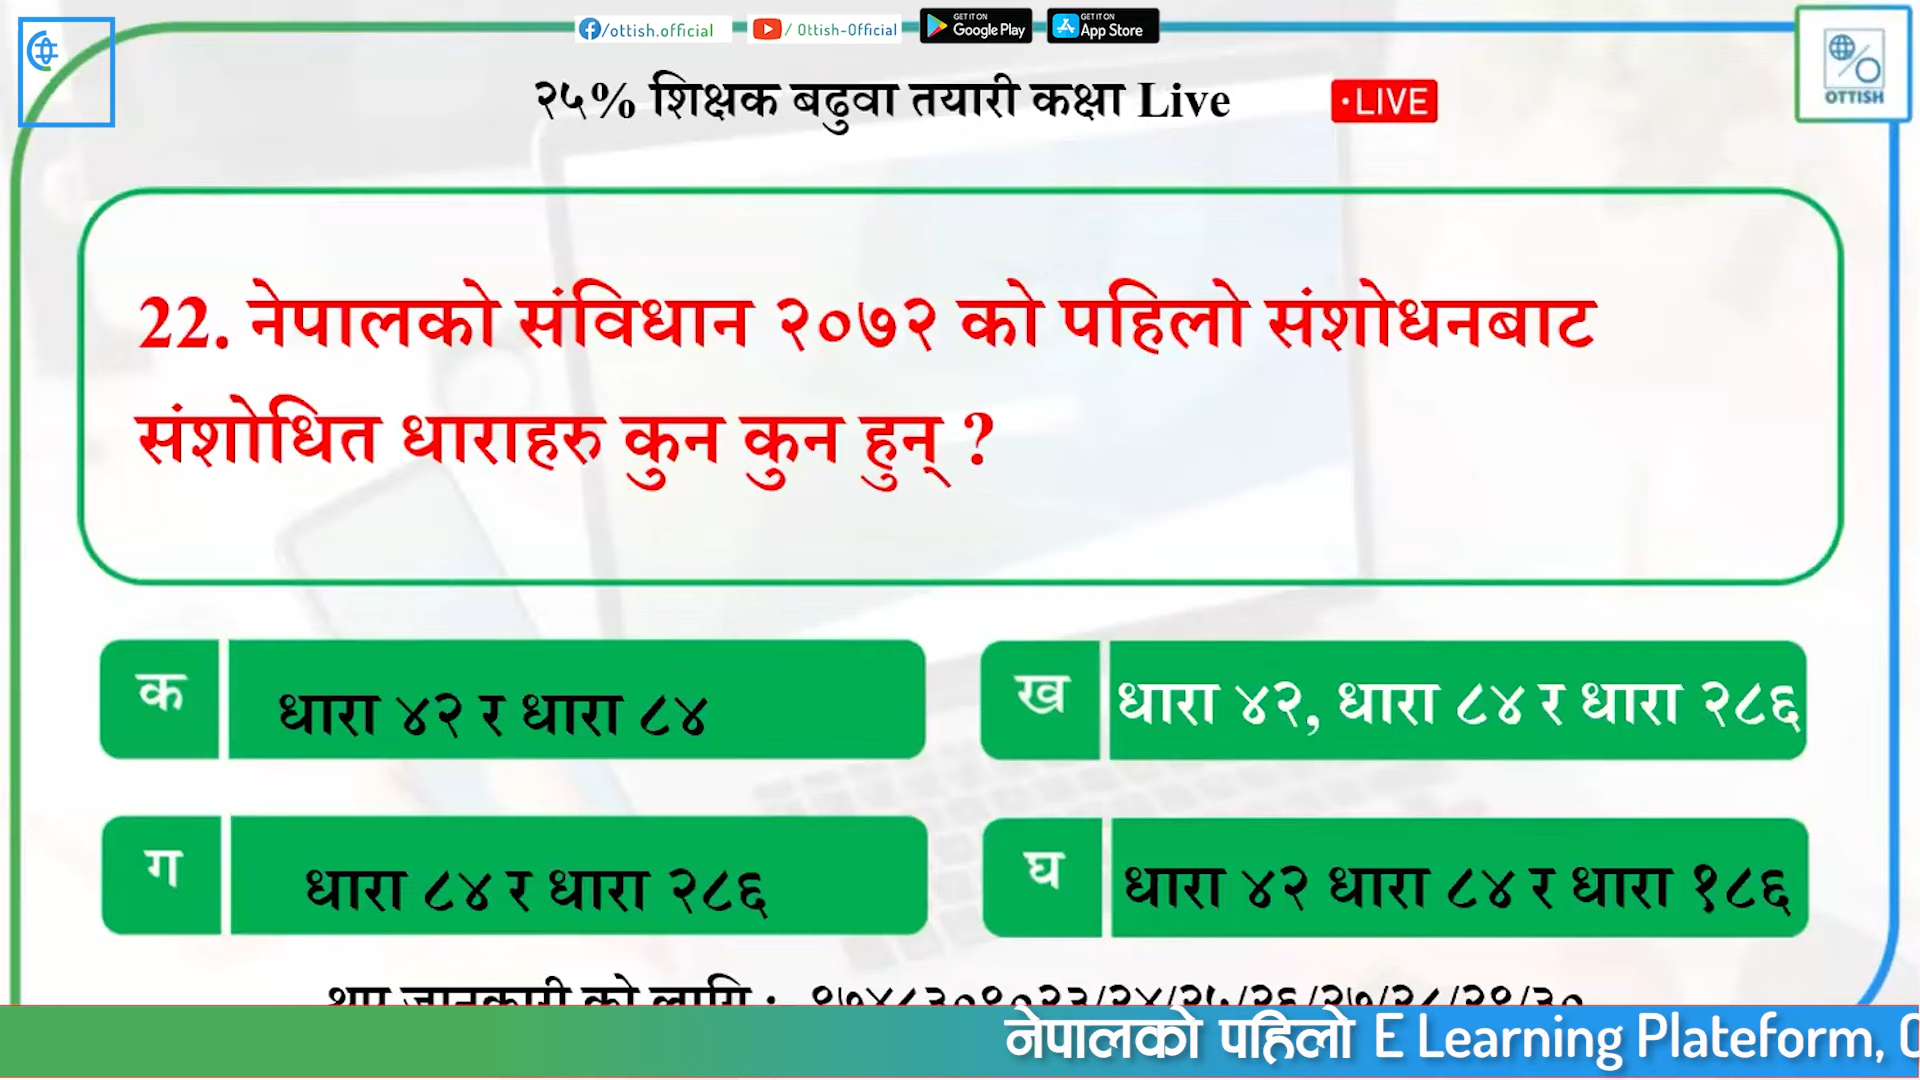 /ottish.official
/ Ottish-Official
GET IT ON Google Play
GET IT ON App Store
OTTISH
२५% शिक्षक बढुवा तयारी कक्षा Live
LIVE
22. नेपालको संविधान २०७२ को पहिलो संशोधनबाट
संशोधित धाराहरु कुन कुन हुन् ?
क धारा ४२ र धारा ८४
ख धारा ४२, धारा ८४ र धारा २८६
ग धारा ८४ र धारा २८६
घ धारा ४२ धारा ८४ र धारा १८६
थप जानकारी को लागि :
नेपालको पहिलो E Learning Plateform,